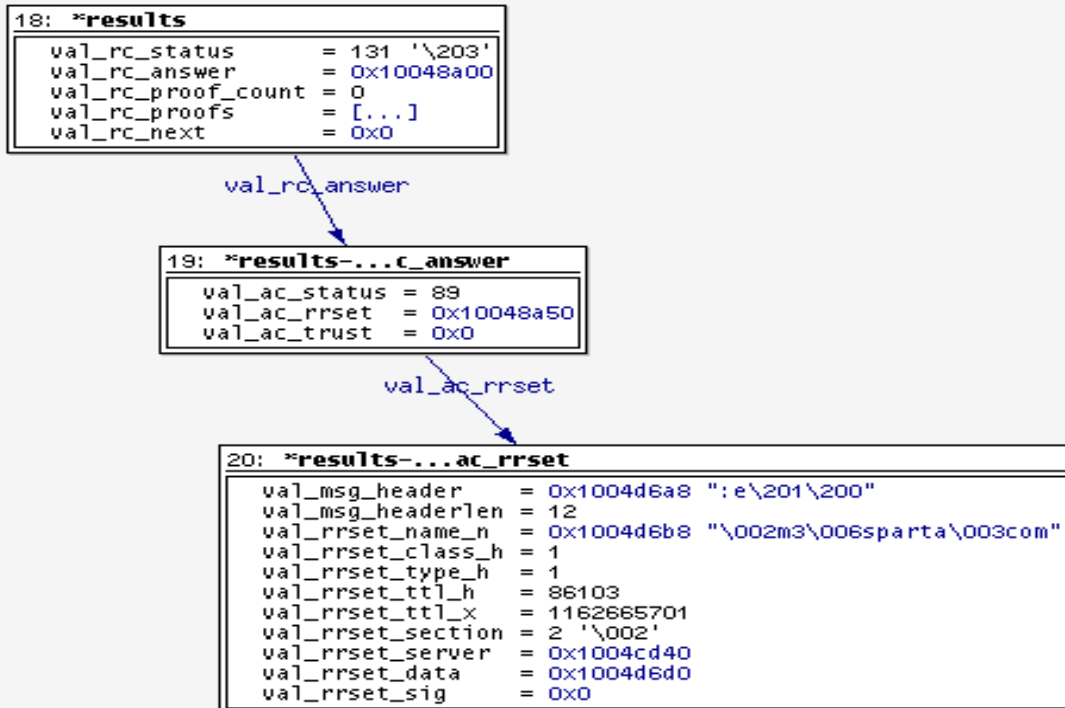 18: *results
val_rc_status = 131 '\203'
val_rc_answer = 0x10048a00
val_rc_proof_count = 0
val_rc_proofs = [...]
val_rc_next = 0x0
val_rc_answer
19: *results-...c_answer
val_ac_status = 89
val_ac_rrset = 0x10048a50
val_ac_trust = 0x0
val_ac_rrset
20: *results-...ac_rrset
val_msg_header = 0x1004d6a8 ":e\201\200"
val_msg_headerlen = 12
val_rrset_name_n = 0x1004d6b8 "\002m3\006sparta\003com"
val_rrset_class_h = 1
val_rrset_type_h = 1
val_rrset_ttl_h = 86103
val_rrset_ttl_x = 1162665701
val_rrset_section = 2 '\002'
val_rrset_server = 0x1004cd40
val_rrset_data = 0x1004d6d0
val_rrset_sig = 0x0